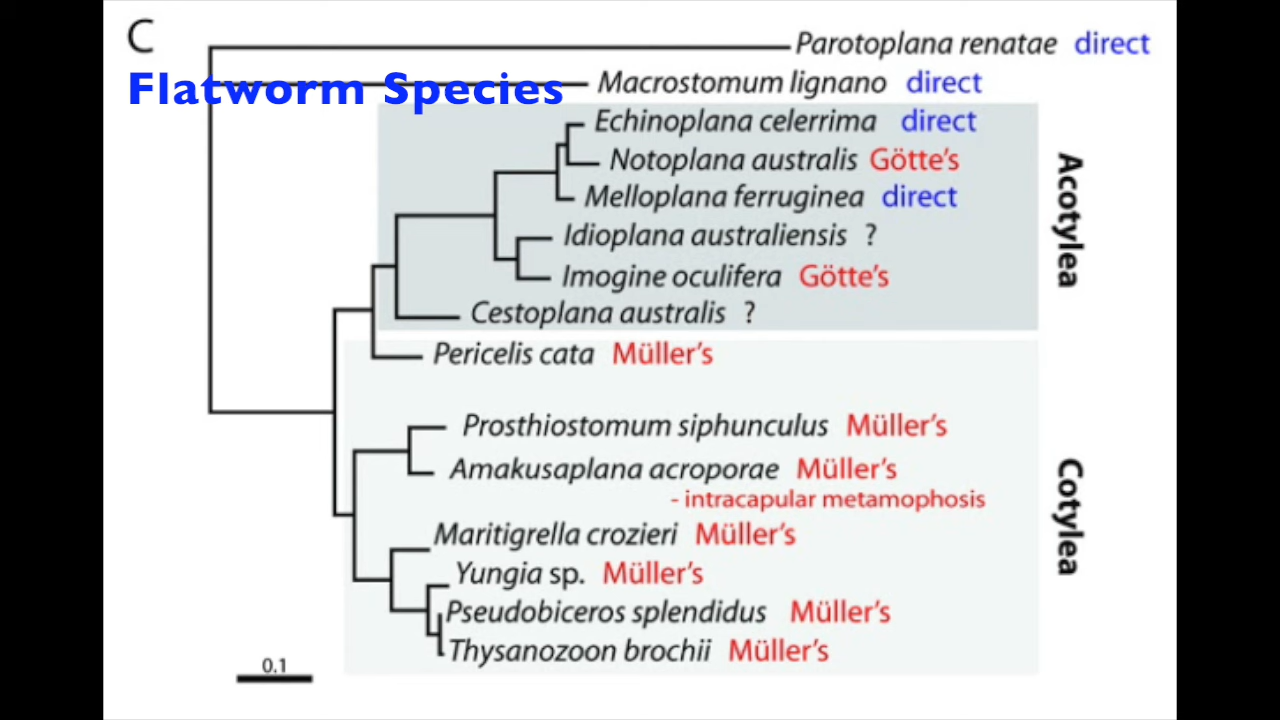 C
Parotoplana renatae direct
Flatworm Species
Macrostomum lignano direct
Echinoplana celerrima direct
Notoplana australis Götte's
Melloplana ferruginea direct
Idioplana australiensis ?
Imogine oculifera Götte's
Cestoplana australis ?
Acotylea
Pericelis cata Müller's
Prosthiostomum siphunculus Müller's
Amakusaplana acroporae Müller's
- intracapular metamophosis
Maritigrella crozieri Müller's
Yungia sp. Müller's
Pseudobiceros splendidus Müller's
Thysanozoon brochii Müller's
Cotylea
0.1